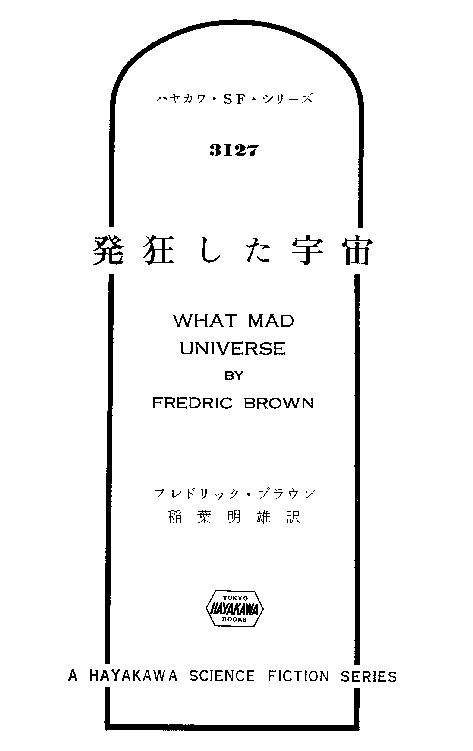 ハヤカワ・SF・シリーズ
3127
発狂した宇宙
WHAT MAD
UNIVERSE
BY
FREDRIC BROWN
フレドリック・ブラウン
稲葉明雄訳
TOKYO
HAYAKAWA
BOOKS
A HAYAKAWA SCIENCE FICTION SERIES